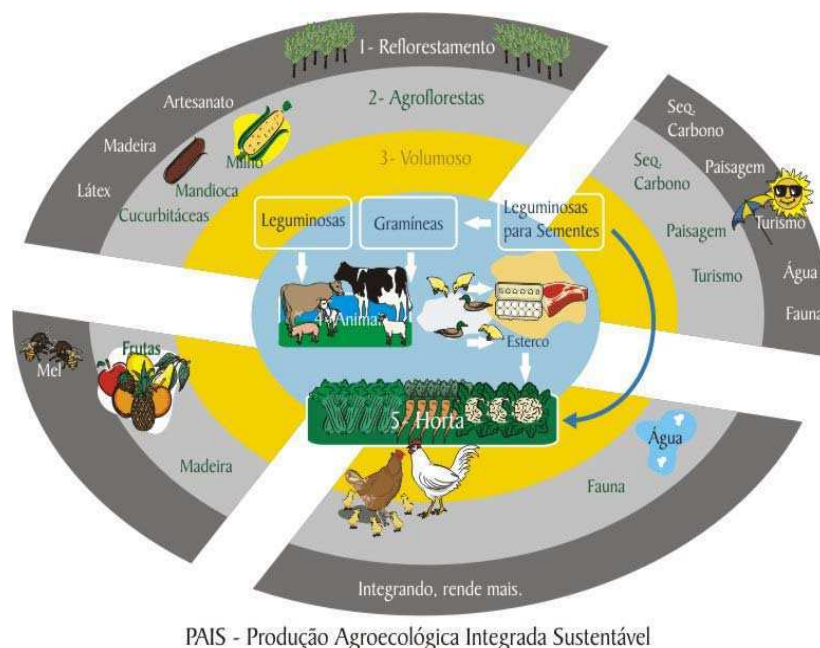 1- Reflorestamento
2- Agroflorestas
3- Volumoso
Artesanato
Madeira
Látex
Milho
Mandioca
Cucurbitáceas
Seq.
Carbono
Paisagem
Turismo
Água
Fauna
Seq.
Carbono
Paisagem
Turismo
Leguminosas
Gramíneas
Leguminosas
para Sementes
4- Animal
Esterco
5- Horta
Mel
Frutas
Madeira
Água
Fauna
Integrando, rende mais.
PAIS - Produção Agroecológica Integrada Sustentável